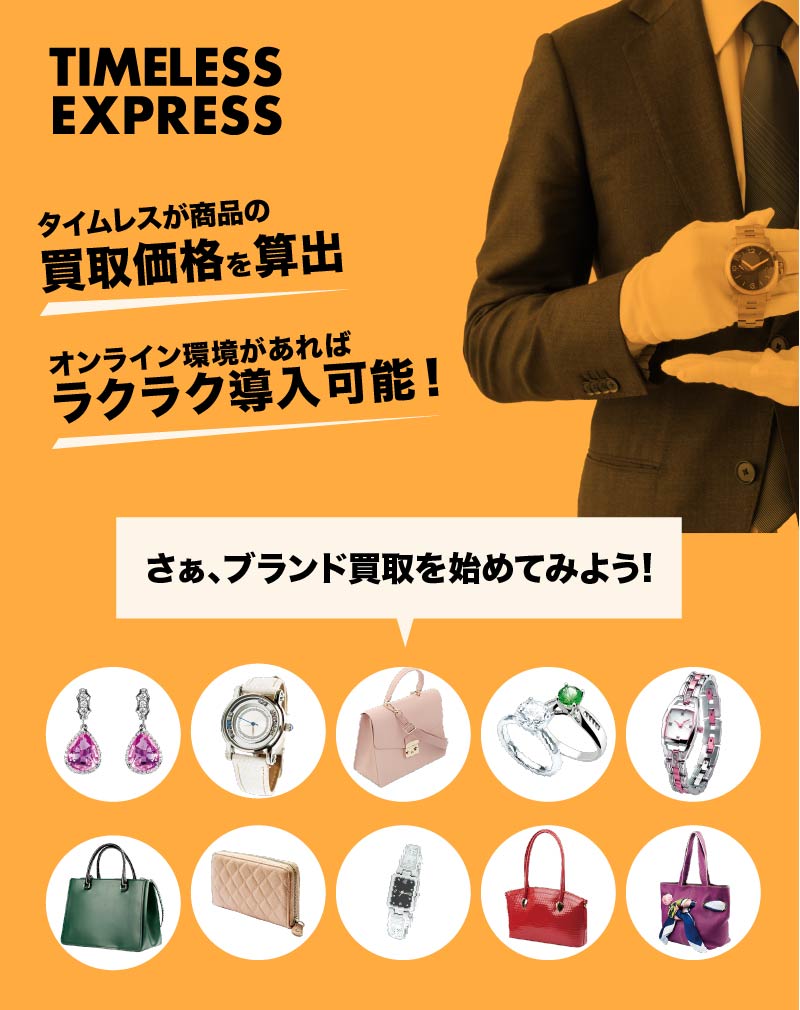 TIMELESS
EXPRESS
タイムレスが商品の
買取価格を算出
オンライン環境があれば
ラクラク導入可能！
さぁ、ブランド買取を始めてみよう!